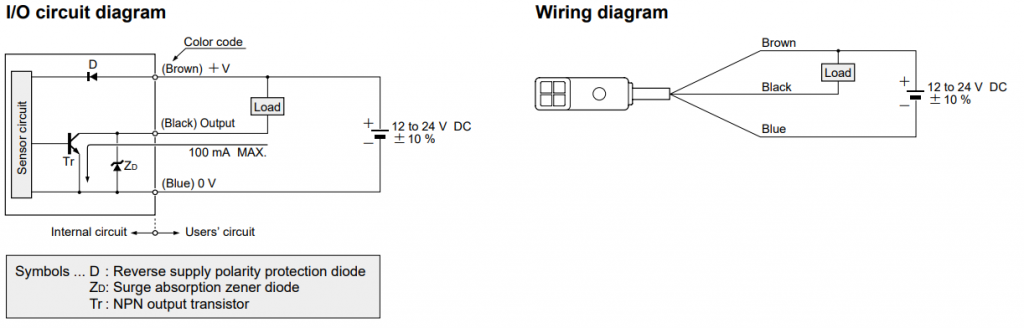 I/O circuit diagram
Color code
D
(Brown) +V
Load
Sensor circuit
(Black) Output
Tr
ZD
100 mA MAX.
+
−
12 to 24 V DC
± 10 %
(Blue) 0 V
Internal circuit
Users' circuit
Symbols ... D : Reverse supply polarity protection diode
ZD: Surge absorption zener diode
Tr : NPN output transistor
Wiring diagram
Brown
Load
Black
+
−
12 to 24 V DC
± 10 %
Blue